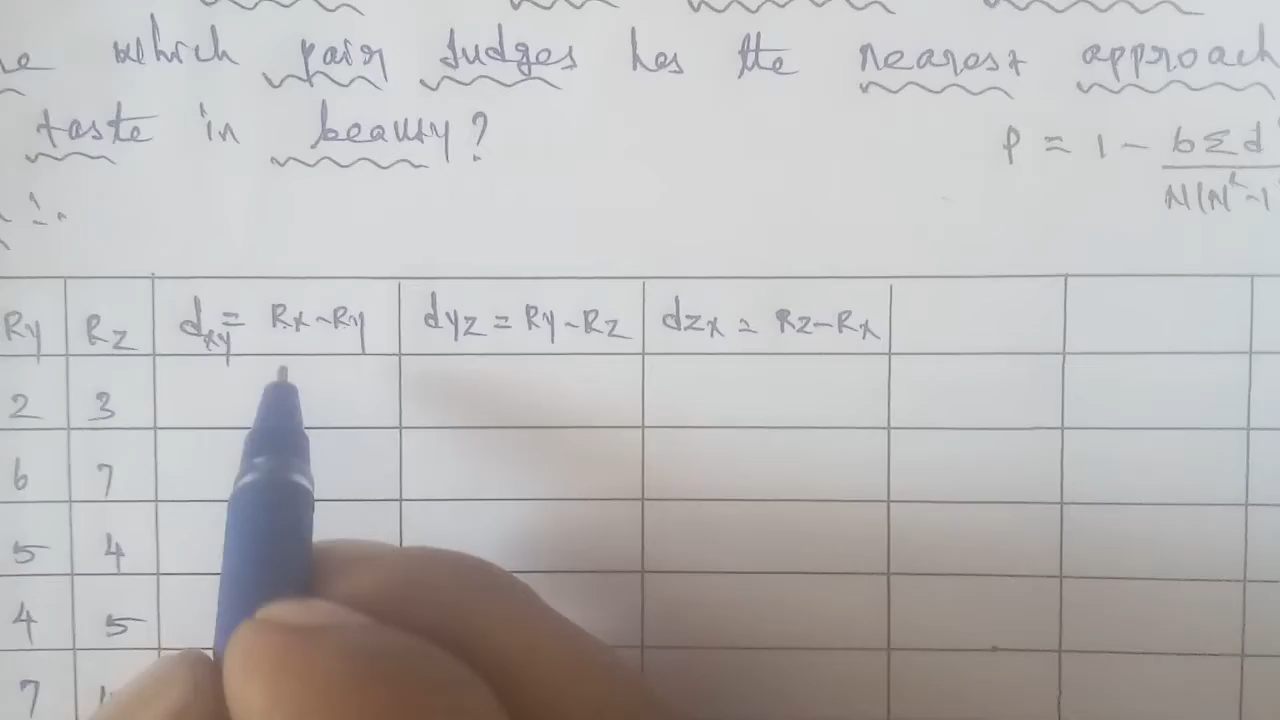 which pair Judges has the nearest approach
taste in beauty?
P = 1 - 6Σd
N(N²-1
Ry Rz dxy = Rx-Ry dyz = Ry-Rz dzx = Rz-Rx
2 3
6 7
5 4
4 5
7